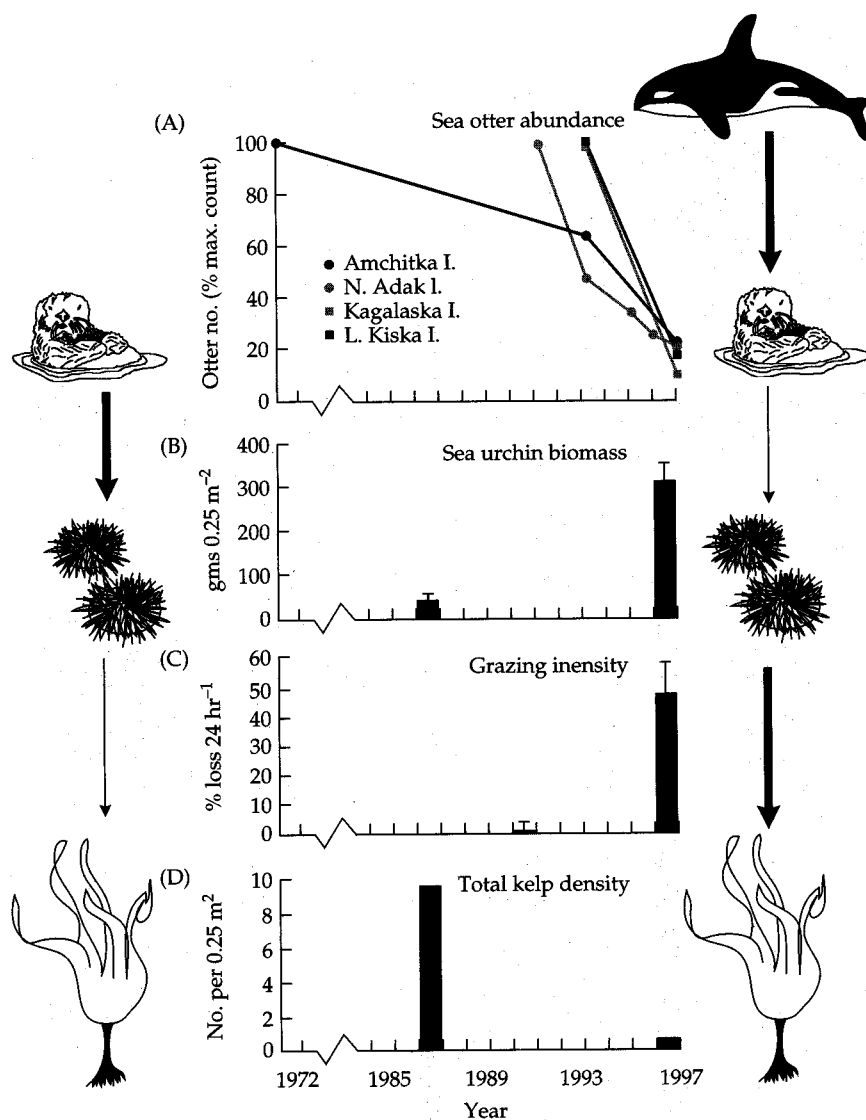 (A)
Sea otter abundance
Otter no. (% max. count)
100
80
60
40
20
0
Amchitka I.
N. Adak l.
Kagalaska I.
L. Kiska I.
(B)
Sea urchin biomass
gms 0.25 m⁻²
400
300
200
100
0
(C)
Grazing inensity
% loss 24 hr⁻¹
60
50
40
30
20
10
0
(D)
Total kelp density
No. per 0.25 m²
10
8
6
4
2
0
1972 1985 1989 1993 1997
Year